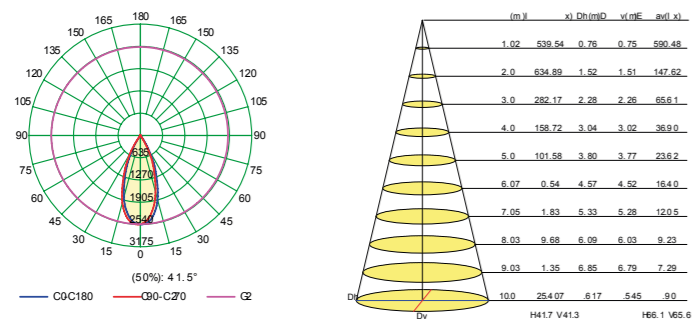 180
165 165
150 150
135 135
120 120
105 105
90 90
75 75
60 60
45 45
30 30
15 15
0
635
1270
1905
2540
3175
(50%): 41.5°
C0-C180 C90-C270 G2
(m)l x) Dh(m)D v(m)E av(l x)
1.02 539.54 0.76 0.75 590.48
2.0 634.89 1.52 1.51 147.62
3.0 282.17 2.28 2.26 65.61
4.0 158.72 3.04 3.02 36.90
5.0 101.58 3.80 3.77 23.62
6.07 0.54 4.57 4.52 16.40
7.05 1.83 5.33 5.28 12.05
8.03 9.68 6.09 6.03 9.23
9.03 1.35 6.85 6.79 7.29
10.0 25.407 .617 .545 .90
Dh
Dv
H41.7 V41.3 H66.1 V65.6